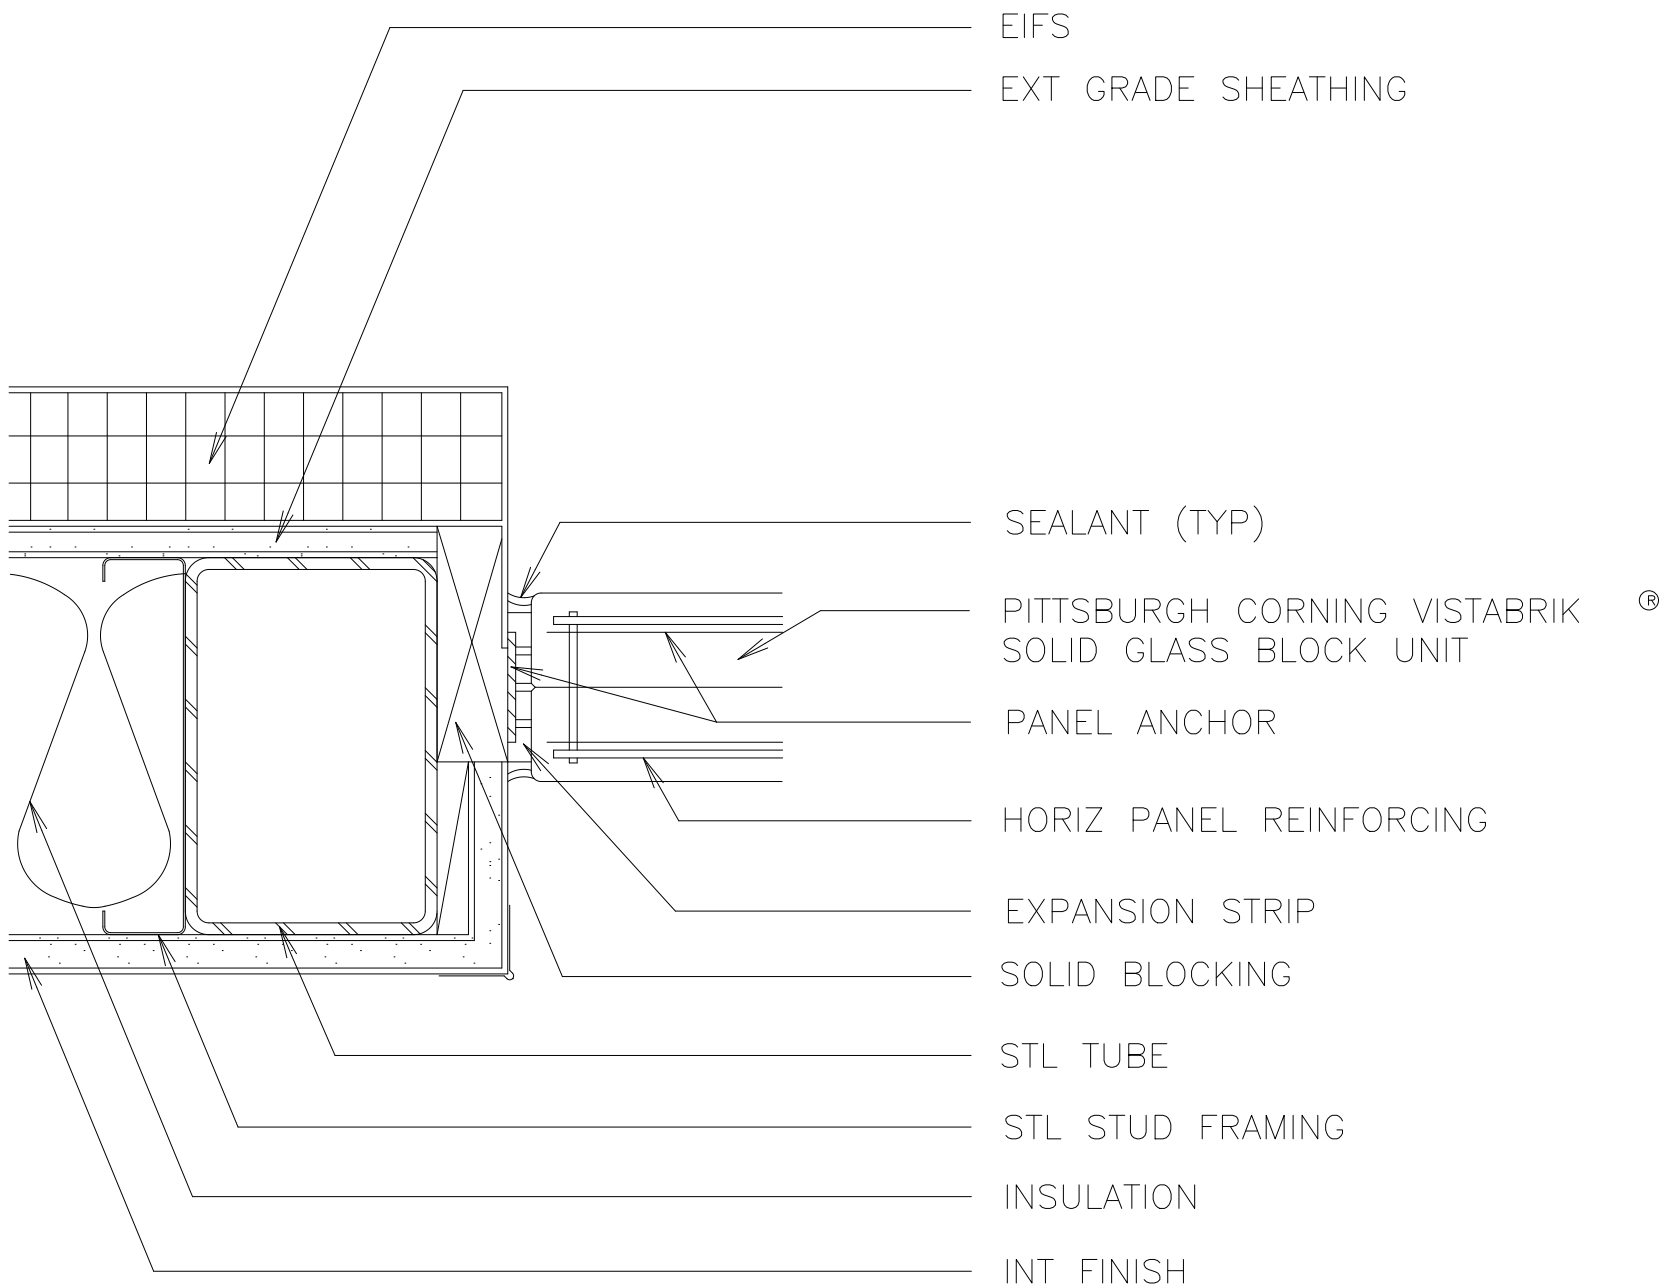 EIFS
EXT GRADE SHEATHING
SEALANT (TYP)
PITTSBURGH CORNING VISTABRIK ®
SOLID GLASS BLOCK UNIT
PANEL ANCHOR
HORIZ PANEL REINFORCING
EXPANSION STRIP
SOLID BLOCKING
STL TUBE
STL STUD FRAMING
INSULATION
INT FINISH